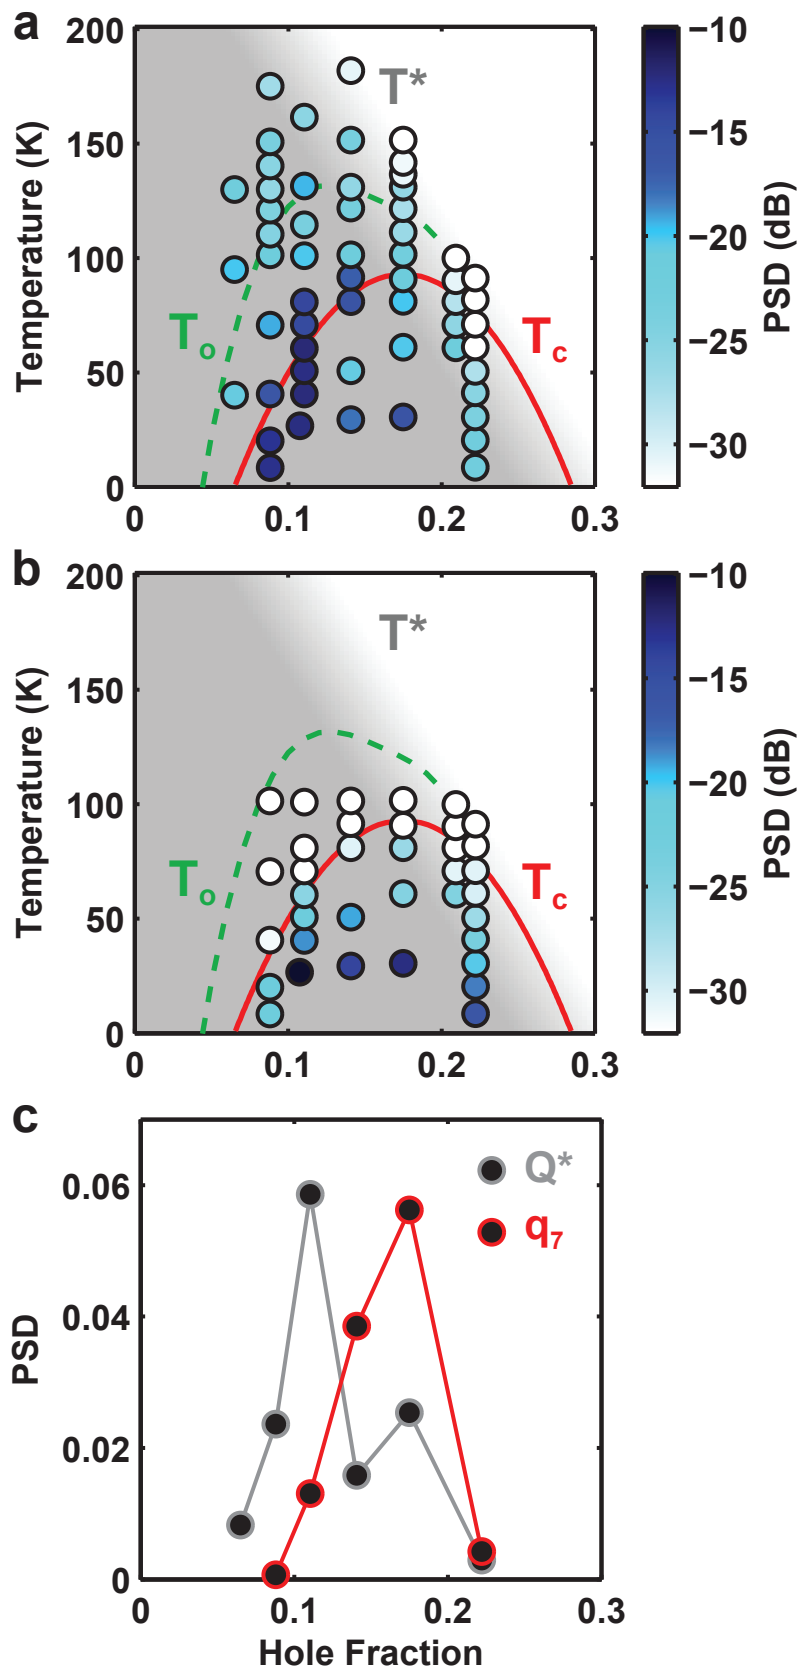 a
200
150
100
50
0
0
0.1
0.2
0.3
Temperature (K)
T*
To
Tc
−10
−15
−20
−25
−30
PSD (dB)
b
200
150
100
50
0
0
0.1
0.2
0.3
Temperature (K)
T*
To
Tc
−10
−15
−20
−25
−30
PSD (dB)
c
0.06
0.04
0.02
0
PSD
Q*
q7
0
0.1
0.2
0.3
Hole Fraction